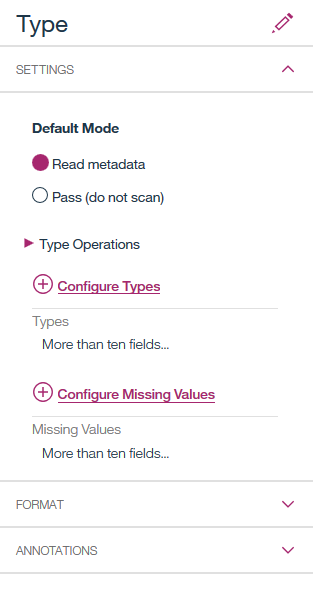 Type
SETTINGS
Default Mode
Read metadata
Pass (do not scan)
Type Operations
Configure Types
Types
More than ten fields...
Configure Missing Values
Missing Values
More than ten fields...
FORMAT
ANNOTATIONS